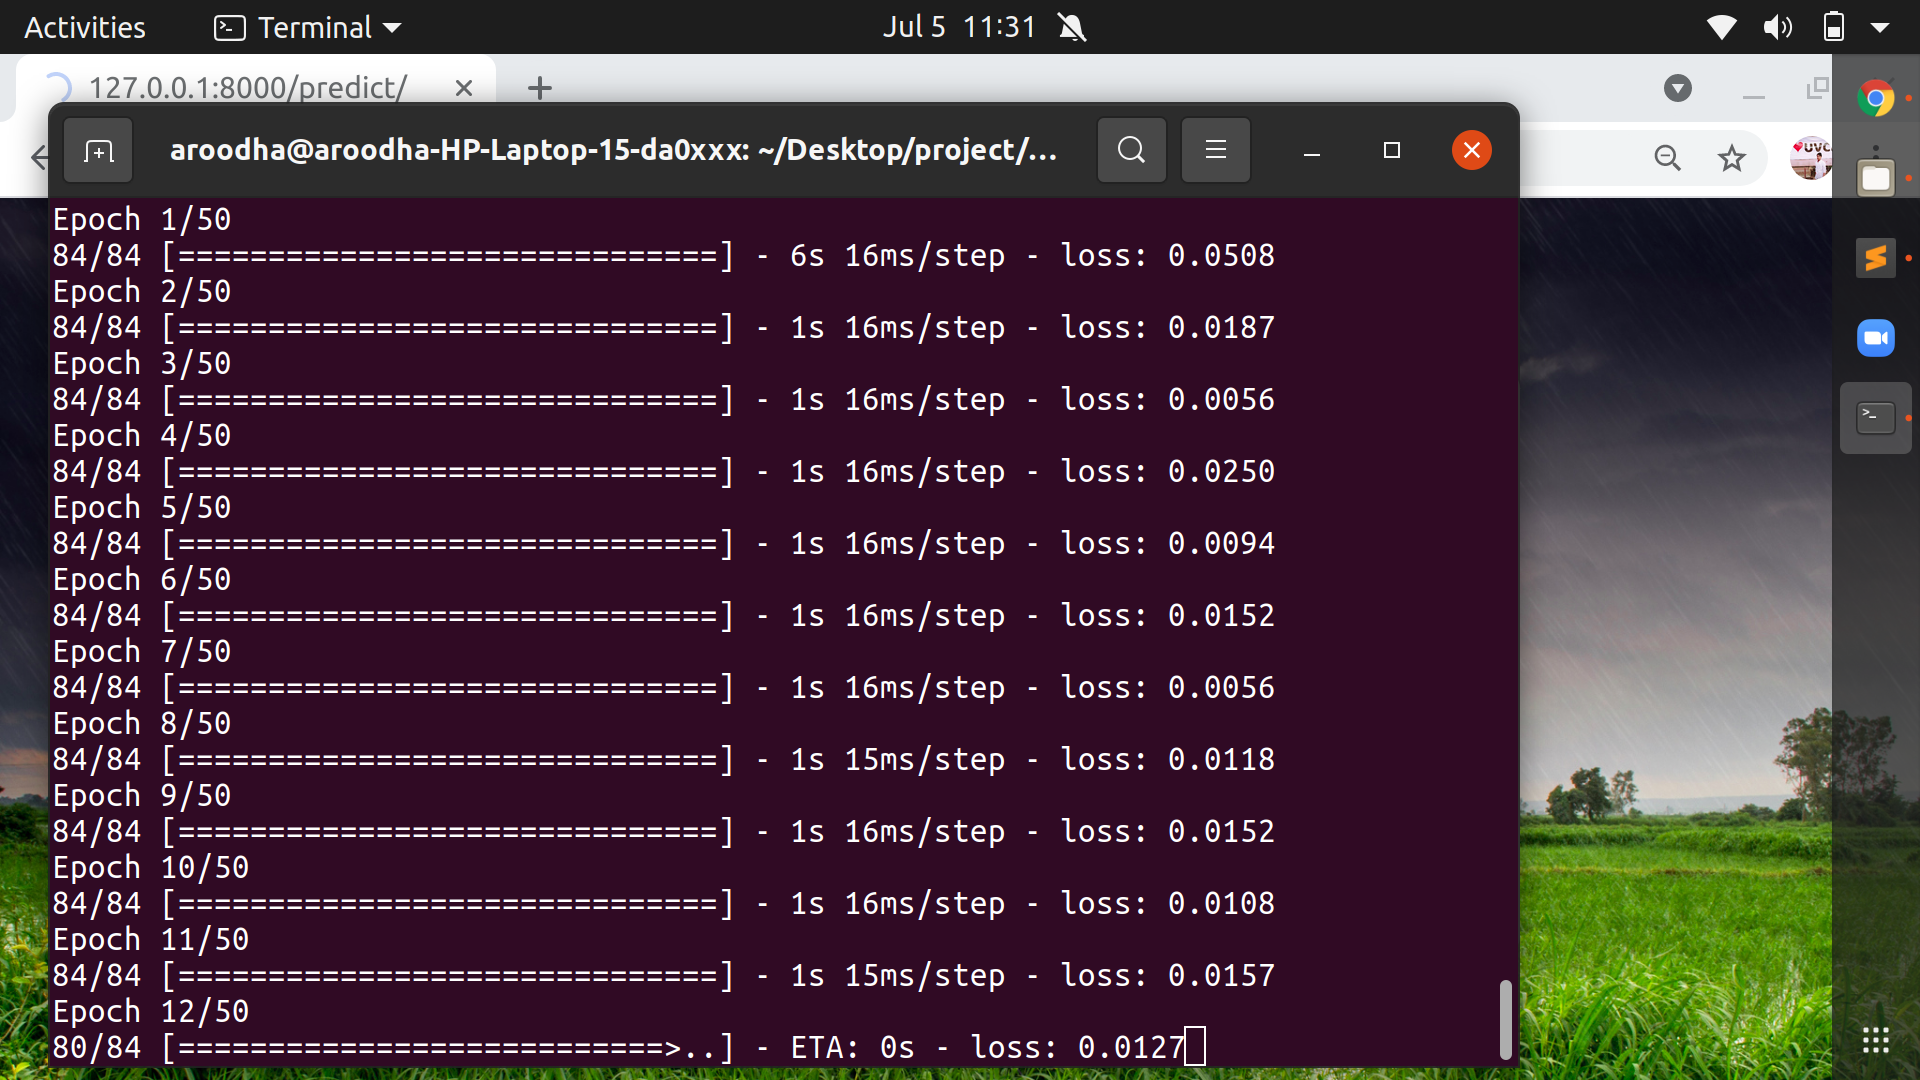 Activities Terminal Jul 5 11:31
127.0.0.1:8000/predict/
aroodha@aroodha-HP-Laptop-15-da0xxx: ~/Desktop/project/...
Epoch 1/50
84/84 [==============================] - 6s 16ms/step - loss: 0.0508
Epoch 2/50
84/84 [==============================] - 1s 16ms/step - loss: 0.0187
Epoch 3/50
84/84 [==============================] - 1s 16ms/step - loss: 0.0056
Epoch 4/50
84/84 [==============================] - 1s 16ms/step - loss: 0.0250
Epoch 5/50
84/84 [==============================] - 1s 16ms/step - loss: 0.0094
Epoch 6/50
84/84 [==============================] - 1s 16ms/step - loss: 0.0152
Epoch 7/50
84/84 [==============================] - 1s 16ms/step - loss: 0.0056
Epoch 8/50
84/84 [==============================] - 1s 15ms/step - loss: 0.0118
Epoch 9/50
84/84 [==============================] - 1s 16ms/step - loss: 0.0152
Epoch 10/50
84/84 [==============================] - 1s 16ms/step - loss: 0.0108
Epoch 11/50
84/84 [==============================] - 1s 15ms/step - loss: 0.0157
Epoch 12/50
80/84 [===========================>..] - ETA: 0s - loss: 0.0127